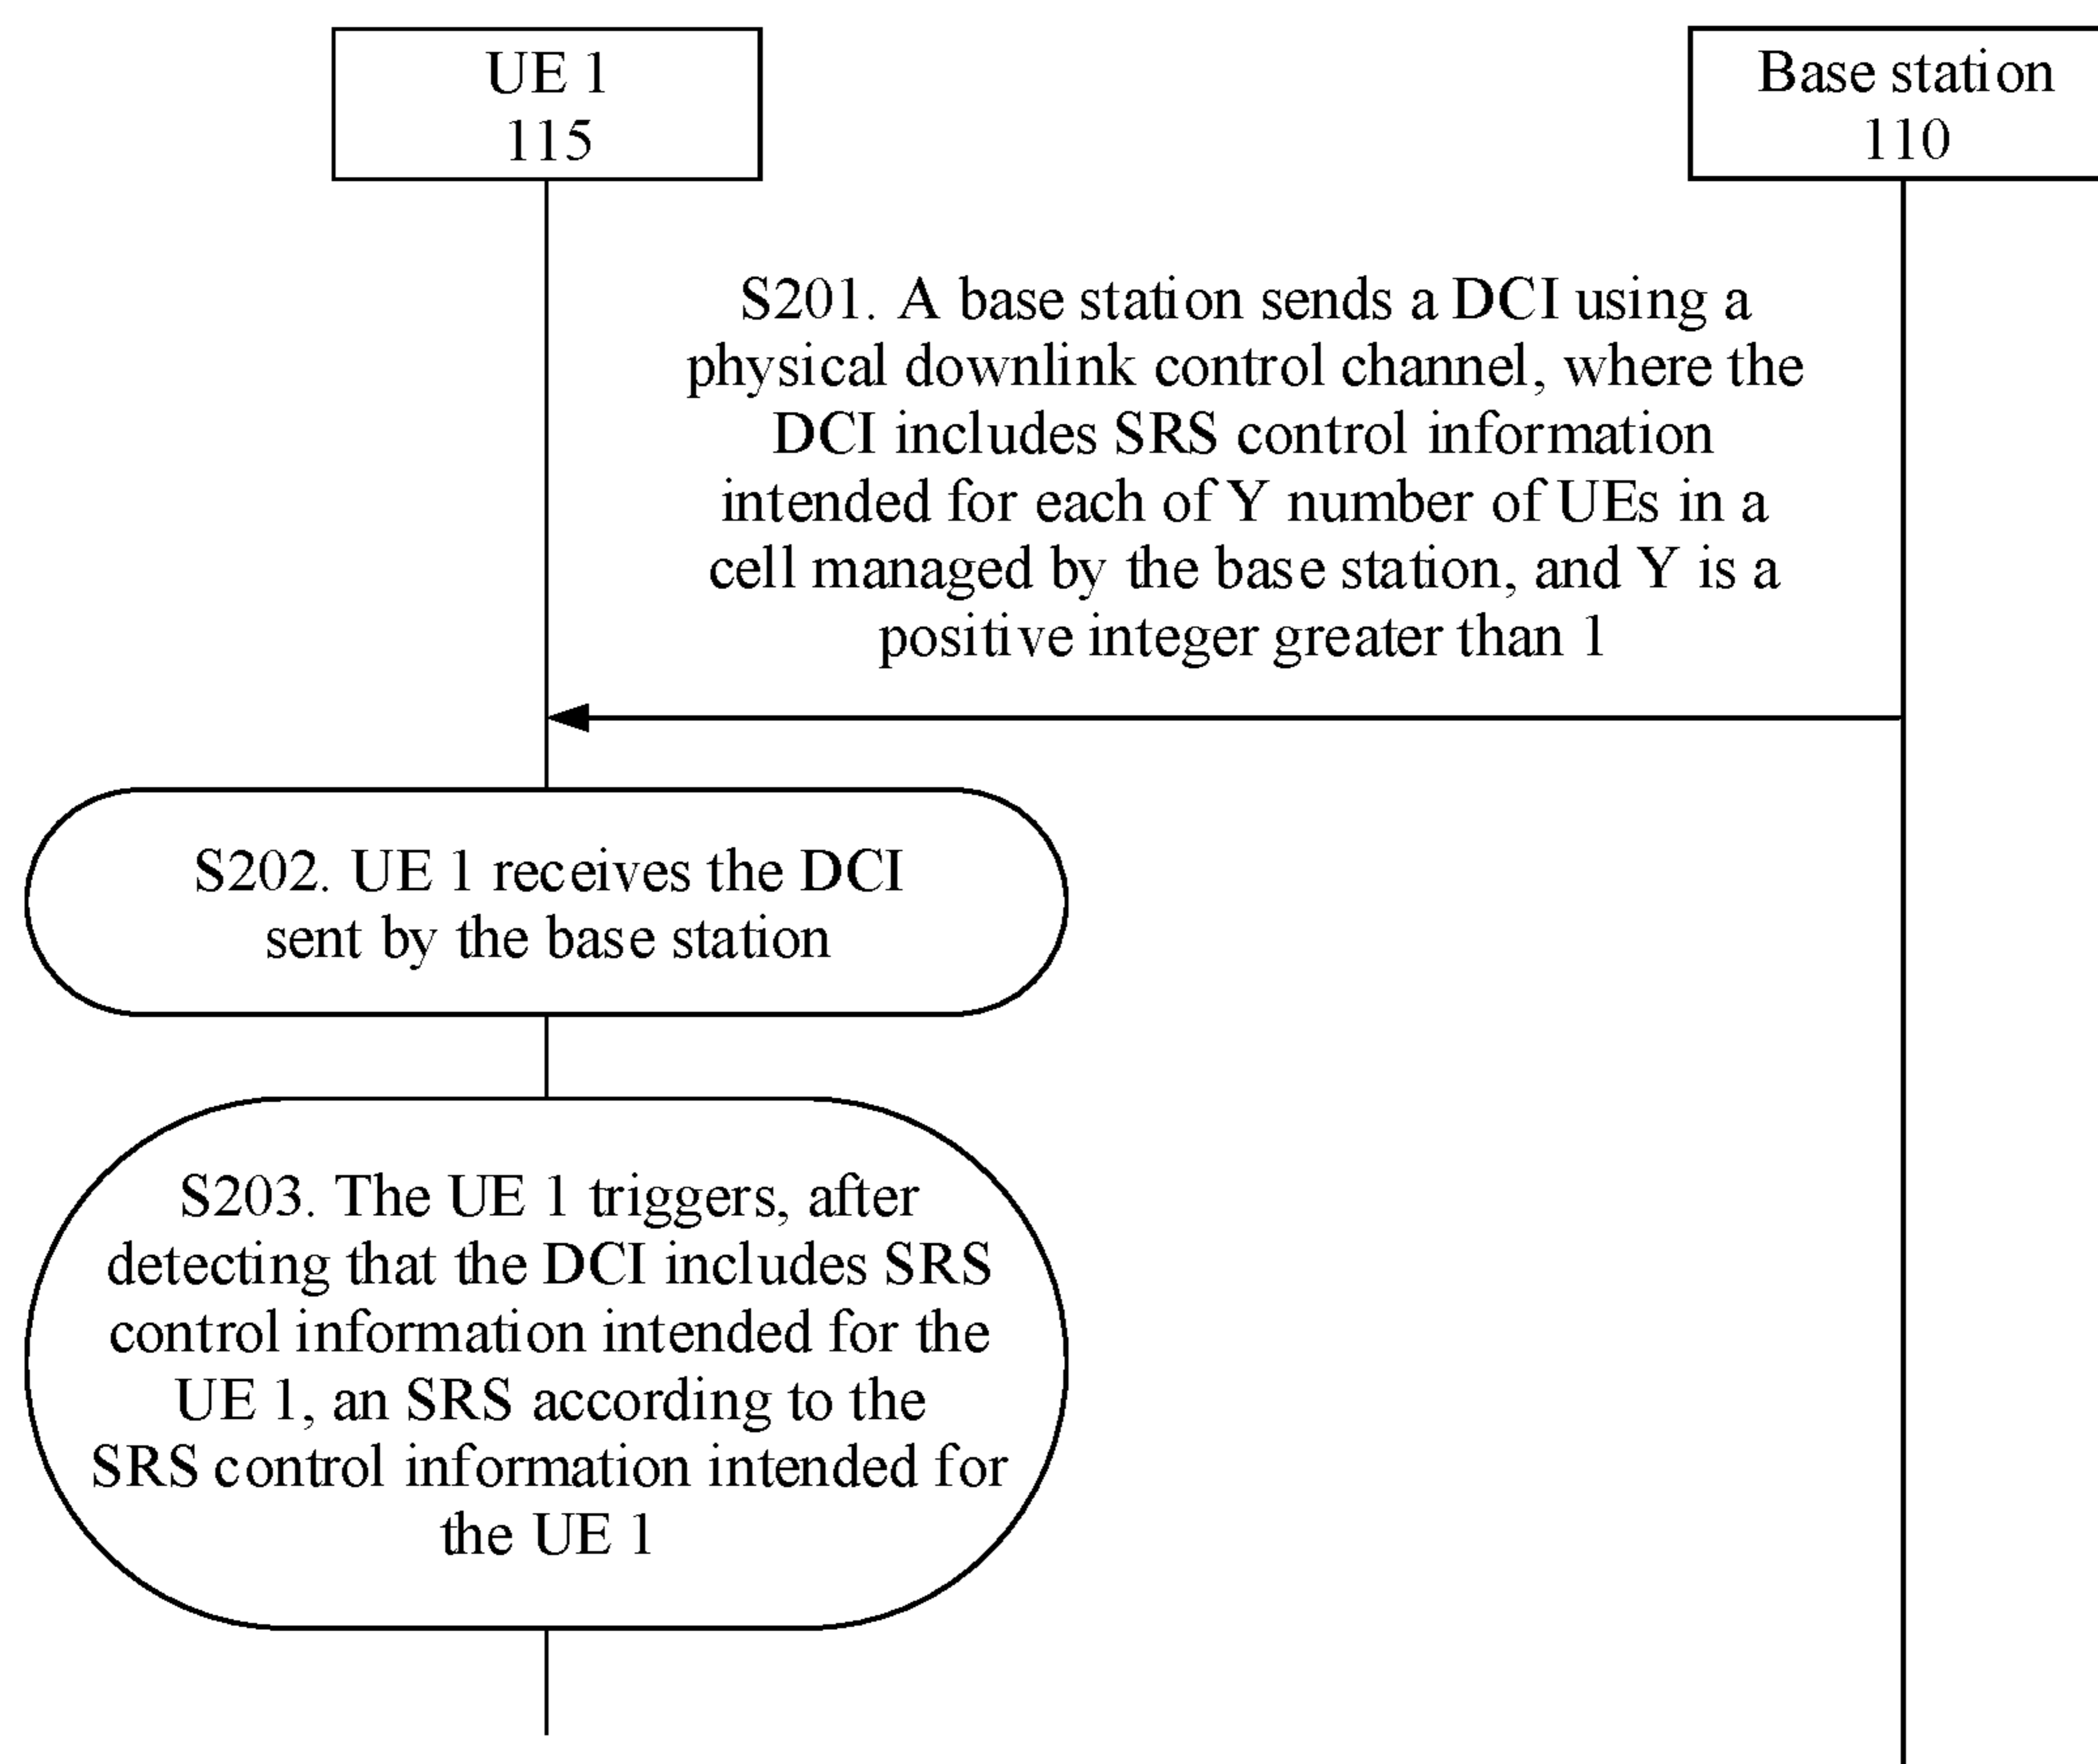 UE 1
115
Base station
110
S201. A base station sends a DCI using a
physical downlink control channel, where the
DCI includes SRS control information
intended for each of Y number of UEs in a
cell managed by the base station, and Y is a
positive integer greater than 1
S202. UE 1 receives the DCI
sent by the base station
S203. The UE 1 triggers, after
detecting that the DCI includes SRS
control information intended for the
UE 1, an SRS according to the
SRS control information intended for
the UE 1